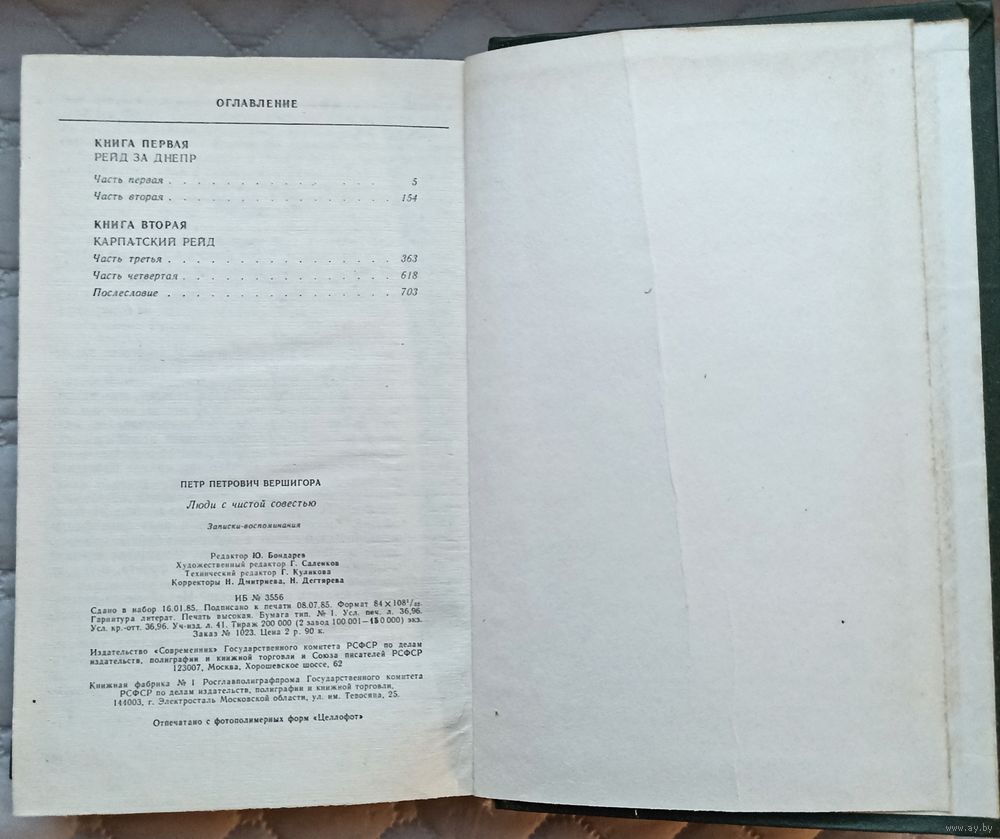 ОГЛАВЛЕНИЕ
КНИГА ПЕРВАЯ
РЕЙД ЗА ДНЕПР
Часть первая . . . . . . . . . . . . . . . 5
Часть вторая . . . . . . . . . . . . . . . 154
КНИГА ВТОРАЯ
КАРПАТСКИЙ РЕЙД
Часть третья . . . . . . . . . . . . . . . 363
Часть четвертая . . . . . . . . . . . . . . 618
Послесловие . . . . . . . . . . . . . . . 703
ПЕТР ПЕТРОВИЧ ВЕРШИГОРА
Люди с чистой совестью
Записки-воспоминания
Редактор Ю. Бондарев
Художественный редактор Г. Саленков
Технический редактор Г. Куликова
Корректоры Н. Дмитриева, Н. Дегтярева
ИБ № 3556
Сдано в набор 16.01.85. Подписано к печати 08.07.85. Формат 84×108¹/₃₂.
Гарнитура литерат. Печать высокая. Бумага тип. № 1. Усл. печ. л. 36,96.
Усл. кр.-отт. 36,96. Уч-изд. л. 41. Тираж 200 000 (2 завод 100 001—150 000) экз.
Заказ № 1023. Цена 2 р. 90 к.
Издательство «Современник» Государственного комитета РСФСР по делам
издательств, полиграфии и книжной торговли и Союза писателей РСФСР
123007, Москва, Хорошевское шоссе, 62
Книжная фабрика № 1 Росглавполиграфпрома Государственного комитета
РСФСР по делам издательств, полиграфии и книжной торговли,
144003, г. Электросталь Московской области, ул. им. Тевосяна, 25.
Отпечатано с фотополимерных форм «Целлофот»
www.ay.by